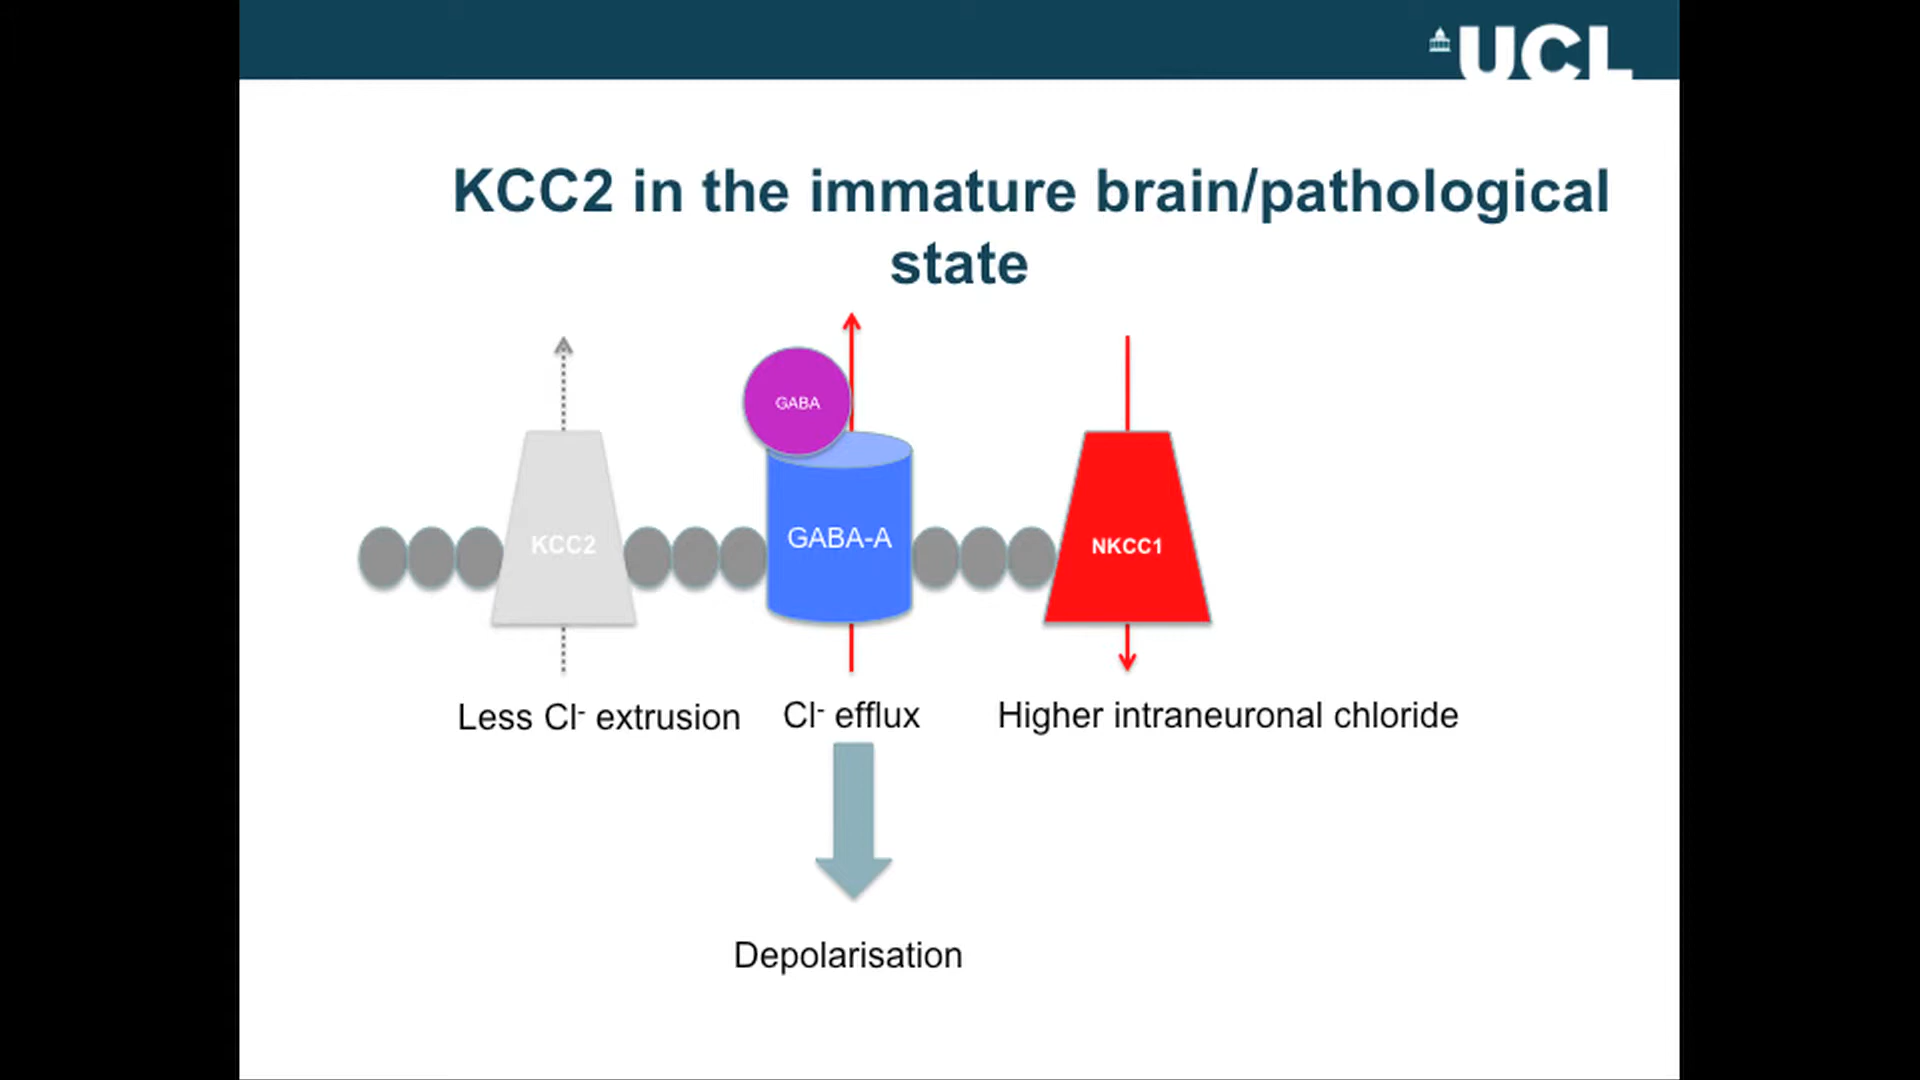 UCL
KCC2 in the immature brain/pathological
state
GABA
KCC2
GABA-A
NKCC1
Less Cl⁻ extrusion
Cl⁻ efflux
Higher intraneuronal chloride
Depolarisation